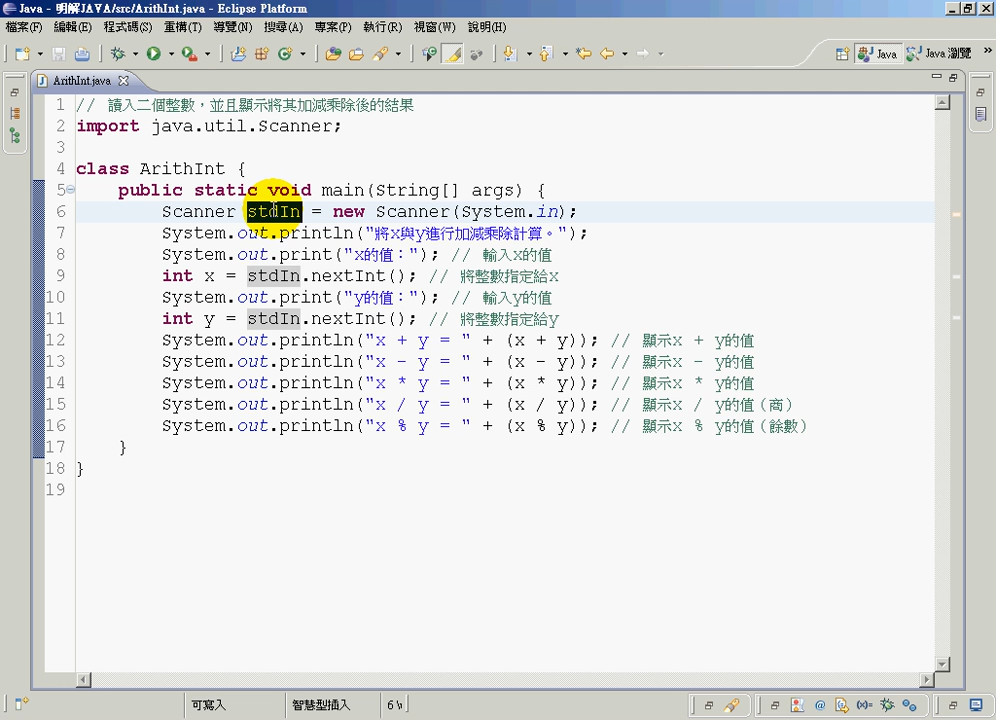 Java - 明解JAVA/src/ArithInt.java - Eclipse Platform
檔案(F) 編輯(E) 程式碼(S) 重構(T) 導覽(N) 搜尋(A) 專案(P) 執行(R) 視窗(W) 說明(H)
Java Java 瀏覽 »
ArithInt.java
1 // 讀入二個整數，並且顯示將其加減乘除後的結果
2 import java.util.Scanner;
3
4 class ArithInt {
5 public static void main(String[] args) {
6 Scanner stdIn = new Scanner(System.in);
7 System.out.println("將x與y進行加減乘除計算。");
8 System.out.print("x的值："); // 輸入x的值
9 int x = stdIn.nextInt(); // 將整數指定給x
10 System.out.print("y的值："); // 輸入y的值
11 int y = stdIn.nextInt(); // 將整數指定給y
12 System.out.println("x + y = " + (x + y)); // 顯示x + y的值
13 System.out.println("x - y = " + (x - y)); // 顯示x - y的值
14 System.out.println("x * y = " + (x * y)); // 顯示x * y的值
15 System.out.println("x / y = " + (x / y)); // 顯示x / y的值（商）
16 System.out.println("x % y = " + (x % y)); // 顯示x % y的值（餘數）
17 }
18 }
19
可寫入 智慧型插入